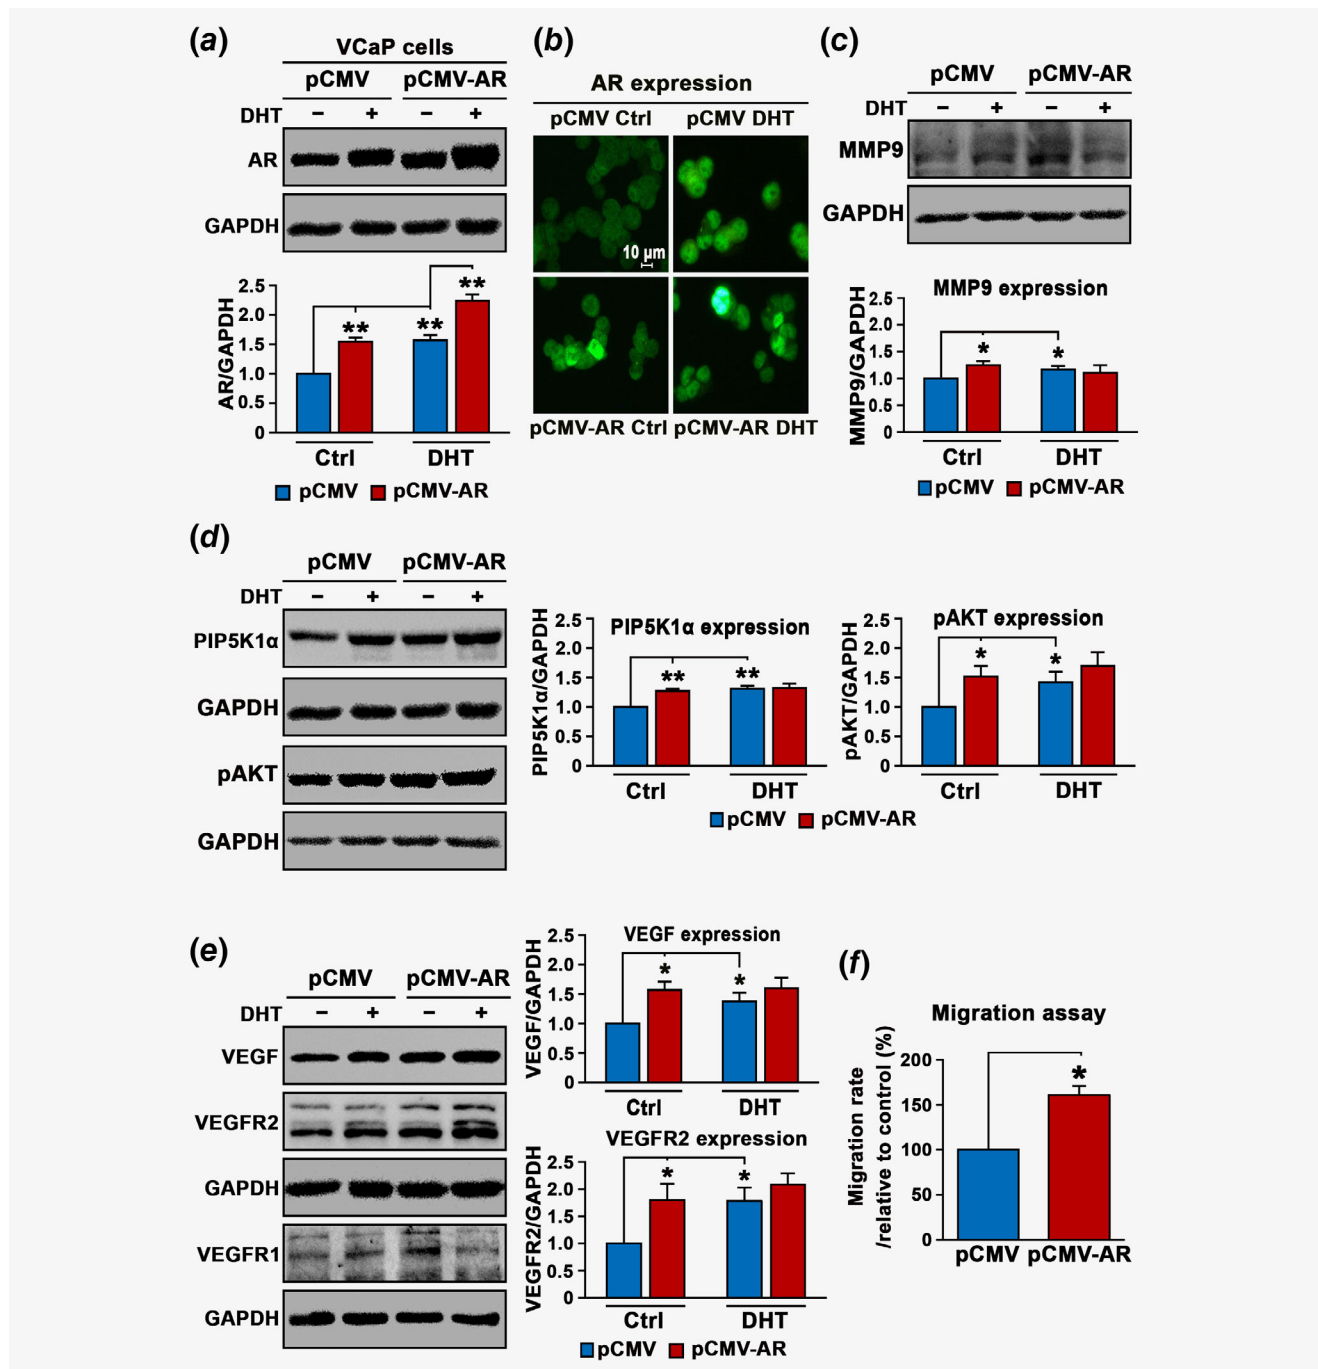 (a)
VCaP cells
pCMV pCMV-AR
DHT − + − +
AR
GAPDH
AR/GAPDH
2.5
2.0
1.5
1.0
0.5
0
** ** **
Ctrl DHT
pCMV pCMV-AR
(b)
AR expression
pCMV Ctrl pCMV DHT
10 µm
pCMV-AR Ctrl pCMV-AR DHT
(c)
pCMV pCMV-AR
DHT − + − +
MMP9
GAPDH
MMP9 expression
MMP9/GAPDH
2.5
2.0
1.5
1.0
0.5
0
* *
Ctrl DHT
pCMV pCMV-AR
(d)
pCMV pCMV-AR
DHT − + − +
PIP5K1α
GAPDH
pAKT
GAPDH
PIP5K1α expression
PIP5K1α/GAPDH
2.5
2.0
1.5
1.0
0.5
0
** **
Ctrl DHT
pAKT expression
pAKT/GAPDH
2.5
2.0
1.5
1.0
0.5
0
* *
Ctrl DHT
pCMV pCMV-AR
(e)
pCMV pCMV-AR
DHT − + − +
VEGF
VEGFR2
GAPDH
VEGFR1
GAPDH
VEGF expression
VEGF/GAPDH
2.5
2.0
1.5
1.0
0.5
0
* *
Ctrl DHT
VEGFR2 expression
VEGFR2/GAPDH
2.5
2.0
1.5
1.0
0.5
0
* *
Ctrl DHT
pCMV pCMV-AR
(f)
Migration assay
Migration rate
/relative to control (%)
200
150
100
50
0
*
pCMV pCMV-AR